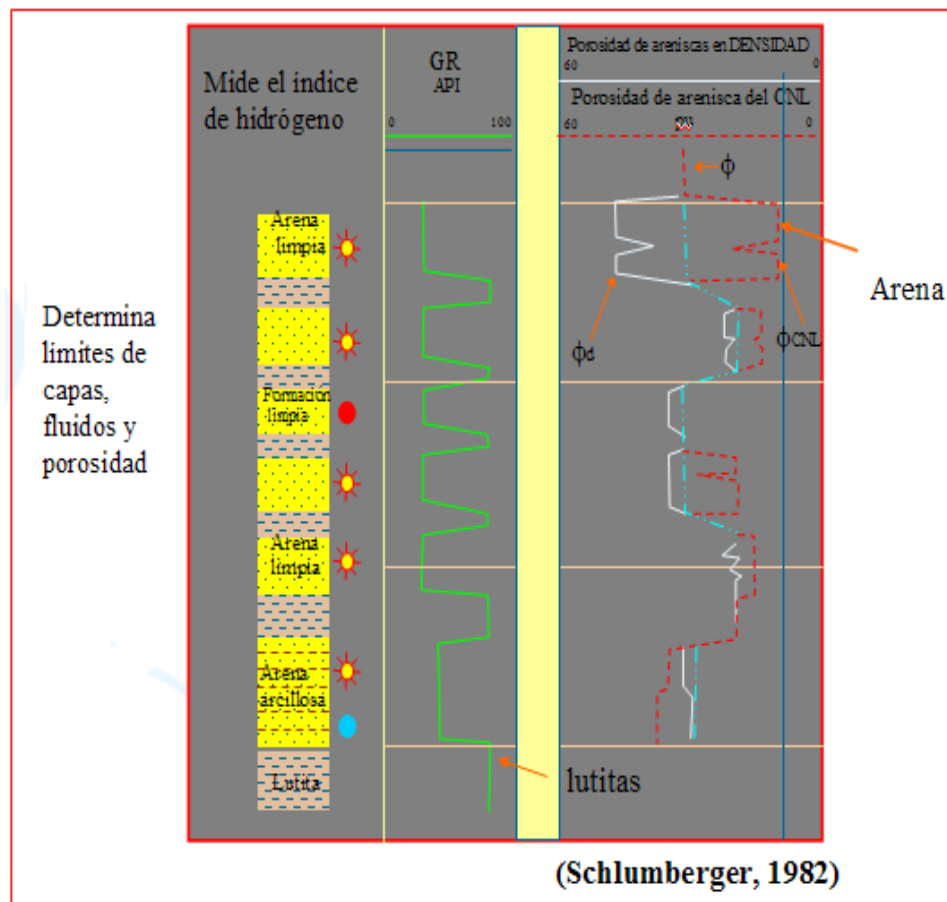 Mide el índice
de hidrógeno
GR
API
0 100
Porosidad de areniscas en DENSIDAD
60 0
Porosidad de arenisca del CNL
60 0
ϕ
Arena
limpia
Arena
Determina
limites de
capas,
fluidos y
porosidad
ϕd
ϕCNL
Formación
limpia
Arena
limpia
Arena
arcillosa
Lutita
lutitas
(Schlumberger, 1982)